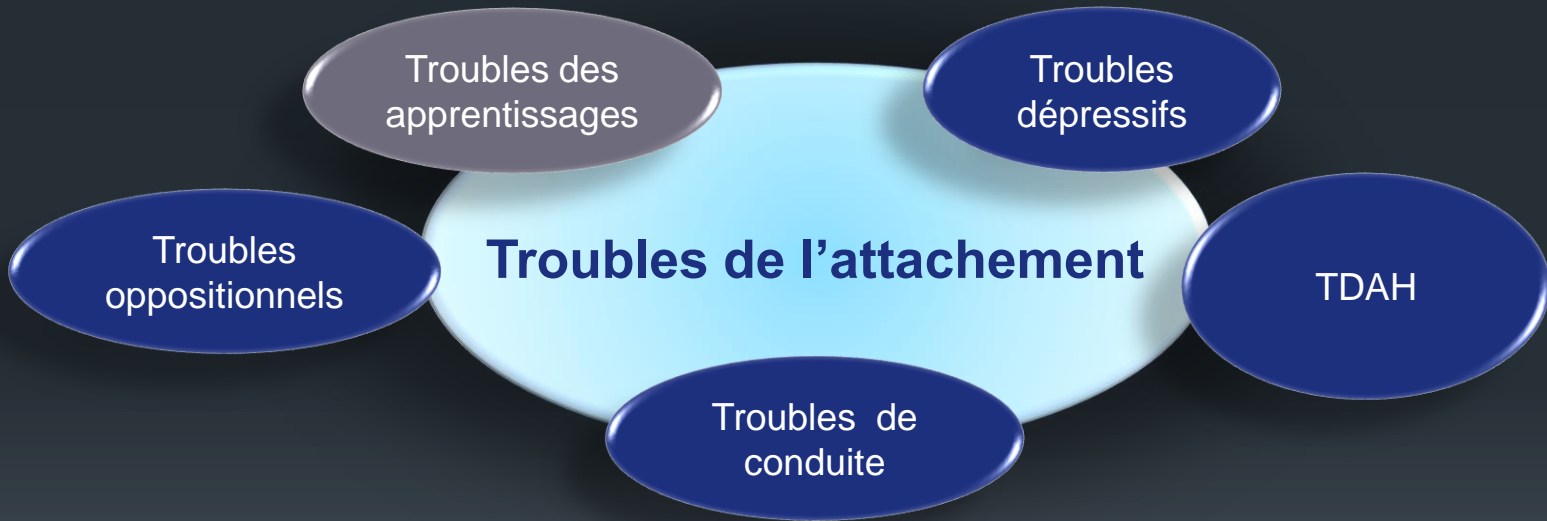 Troubles des
apprentissages
Troubles
dépressifs
Troubles
oppositionnels
Troubles de l’attachement
TDAH
Troubles  de
conduite